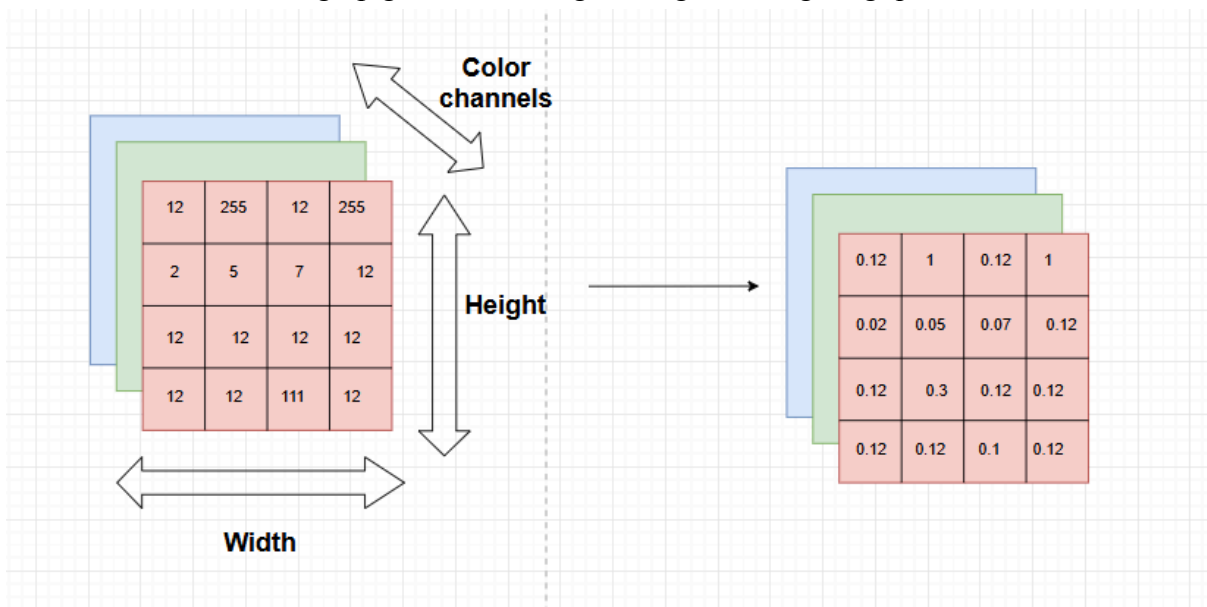 Color
channels
12 255 12 255
2 5 7 12
12 12 12 12
12 12 111 12
Height
Width
0.12 1 0.12 1
0.02 0.05 0.07 0.12
0.12 0.3 0.12 0.12
0.12 0.12 0.1 0.12